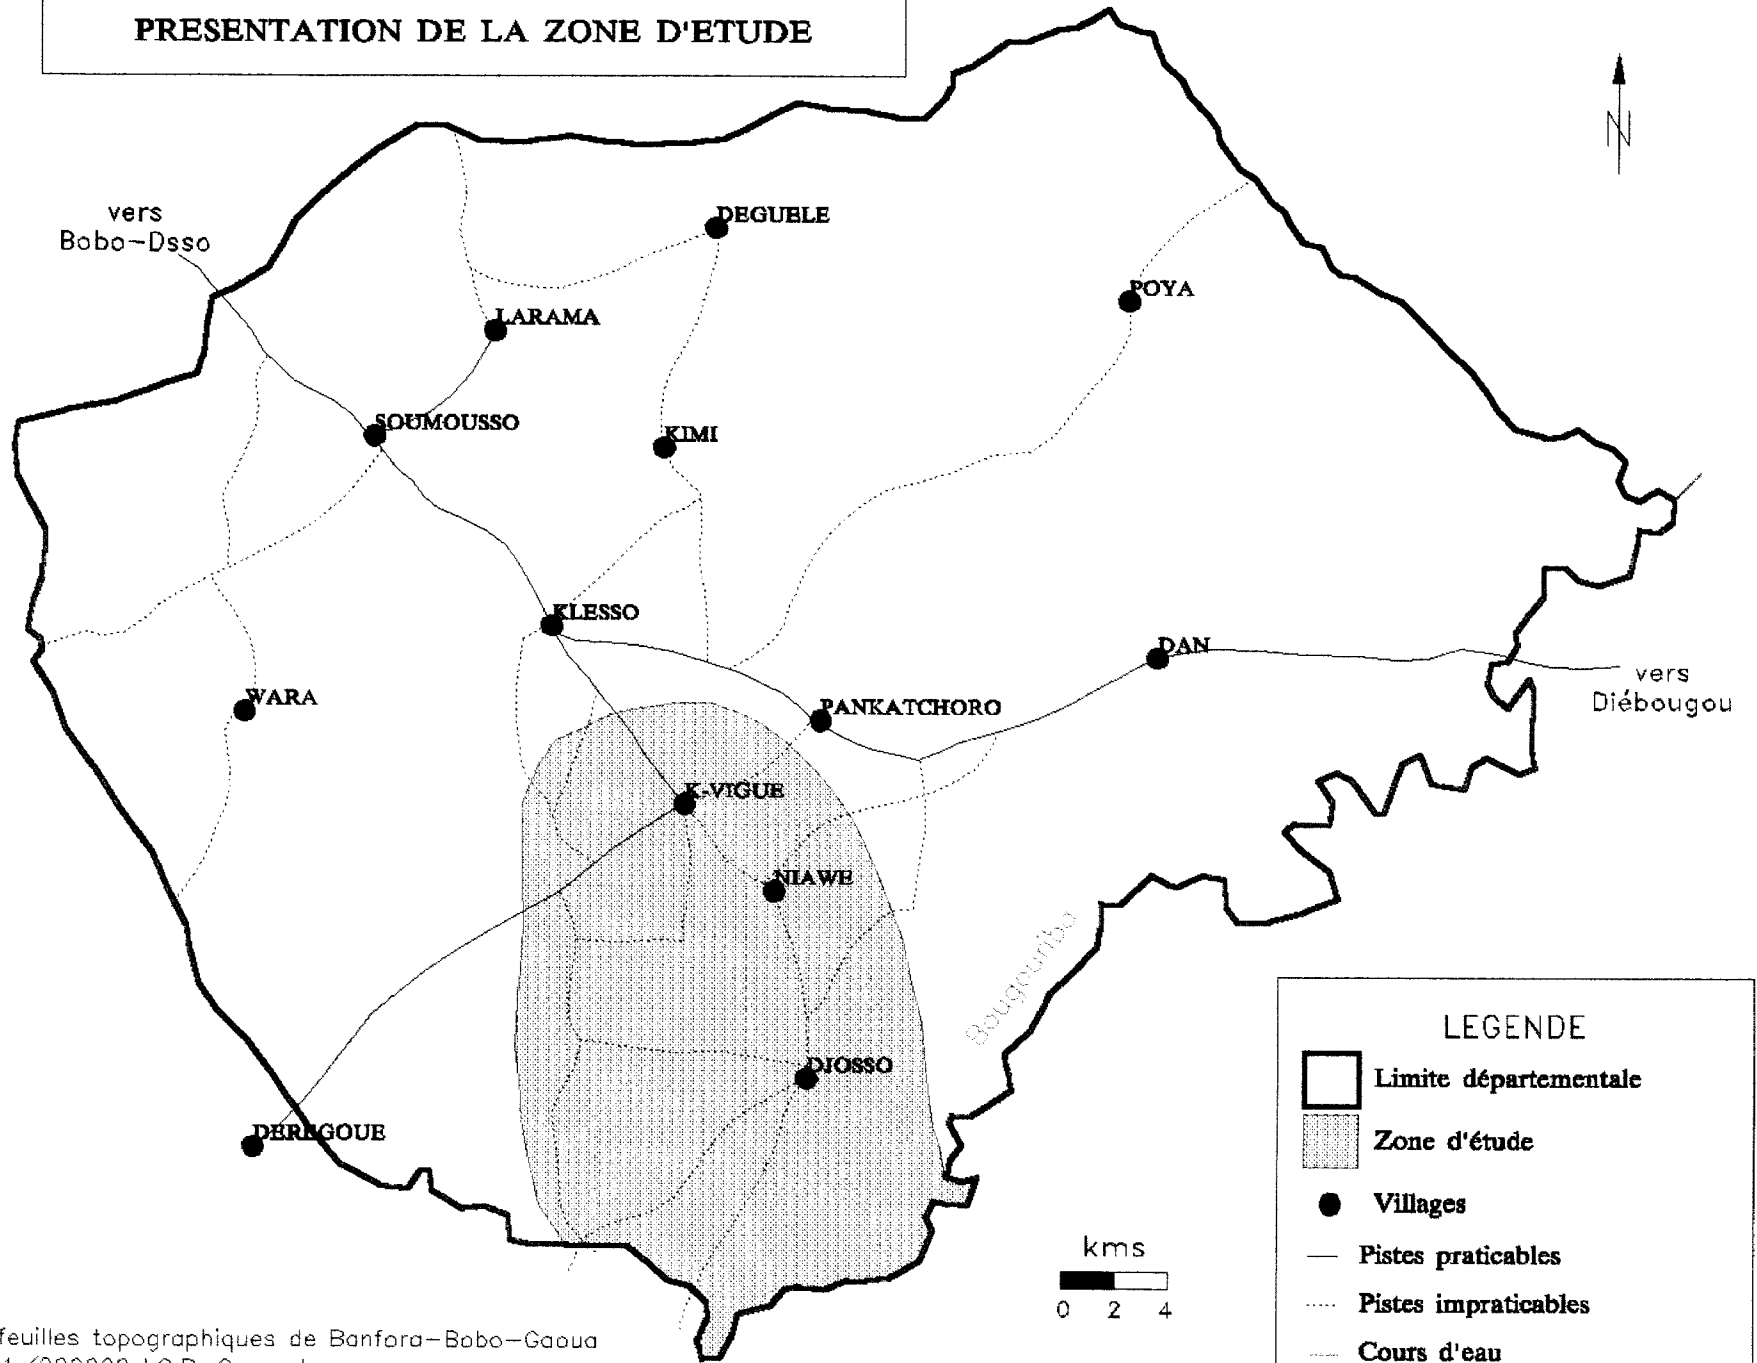 PRESENTATION DE LA ZONE D'ETUDE
N
vers
Bobo-Dsso
DEGUELE
POYA
LARAMA
SOUMOUSSO
KIMI
KLESSO
DAN
vers
Diébougou
WARA
PANKATCHORO
K-VIGUE
NIAWE
Bougouriba
DJOSSO
DEREGOUE
kms
0 2 4
LEGENDE
Limite départementale
Zone d'étude
Villages
Pistes praticables
Pistes impraticables
Cours d'eau
feuilles topographiques de Banfora-Bobo-Gaoua